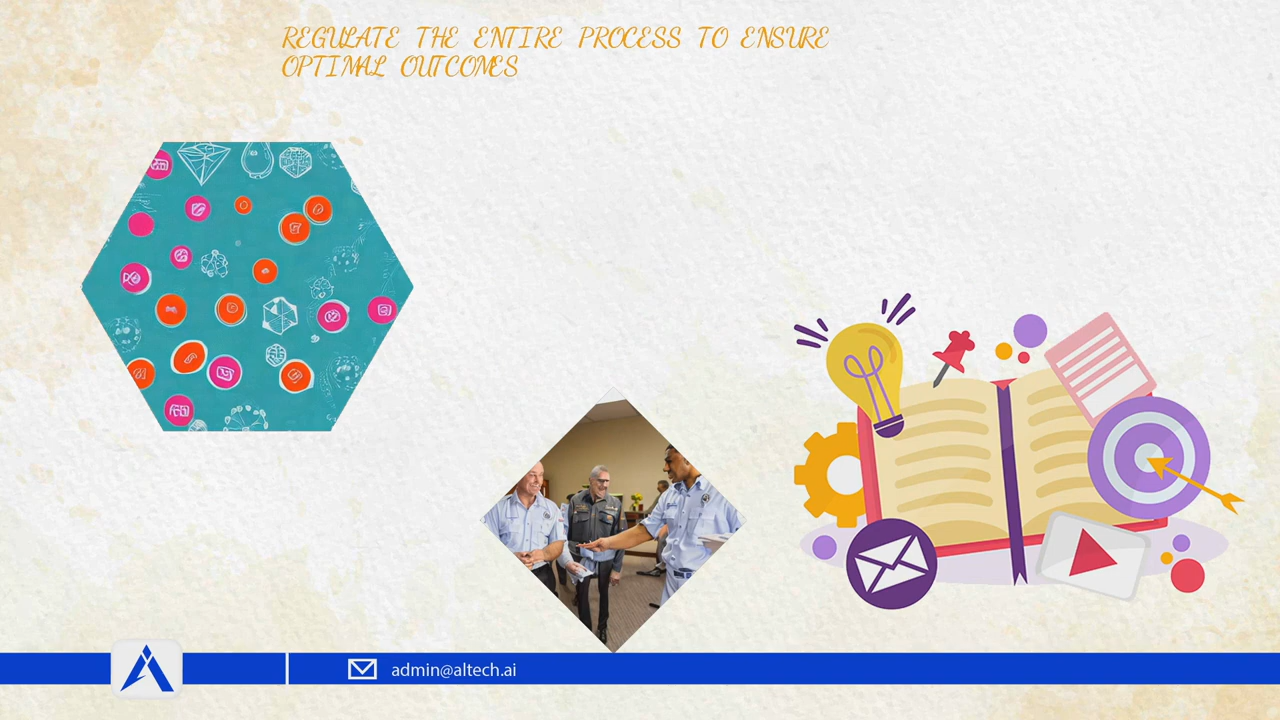 REGULATE THE ENTIRE PROCESS TO ENSURE
OPTIMAL OUTCOMES
admin@altech.ai